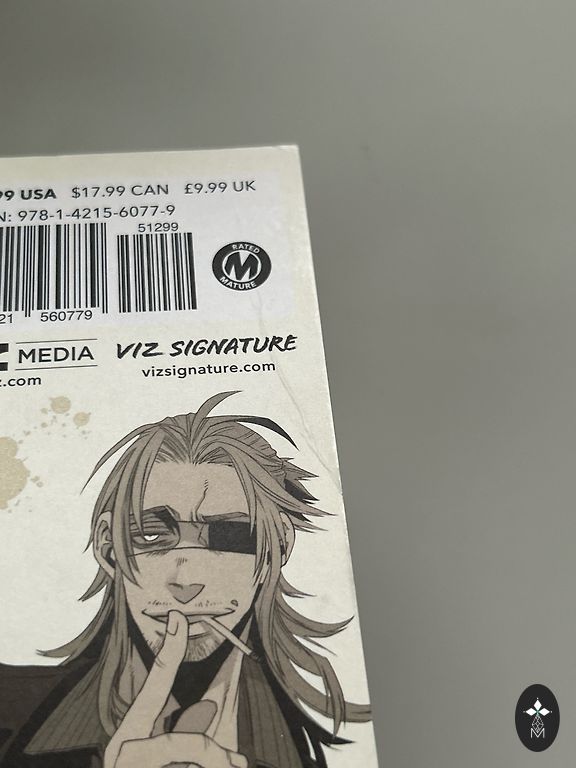 99 USA $17.99 CAN £9.99 UK
N: 978-1-4215-6077-9
51299
21 560779
RATED
M
MATURE
MEDIA VIZ SIGNATURE
z.com vizsignature.com
M